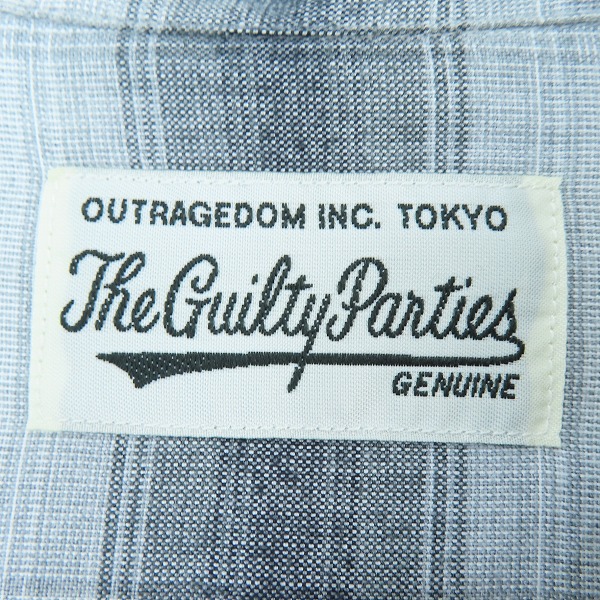 OUTRAGEDOM INC. TOKYO
The Guilty Parties
GENUINE